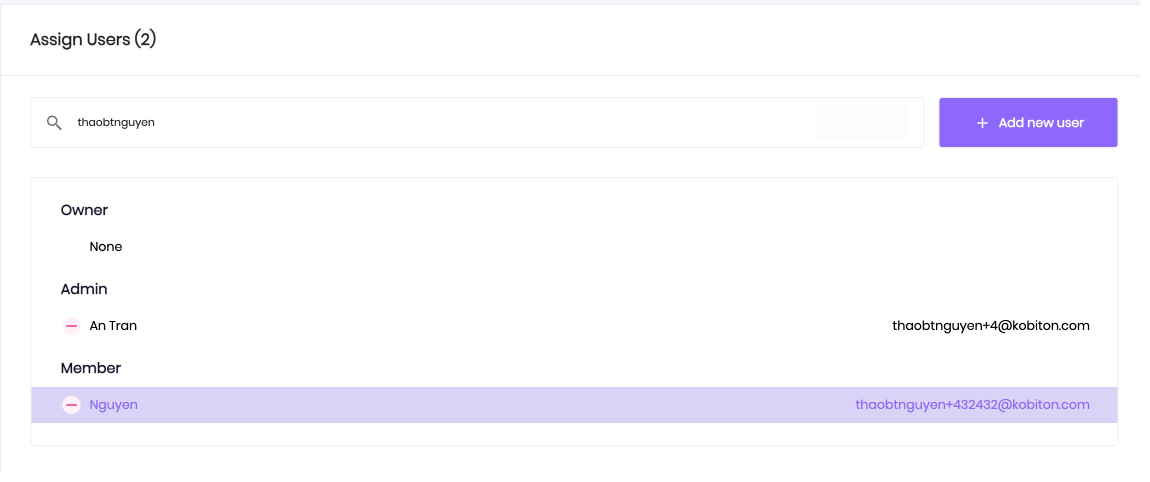 Assign Users (2)
thaobtnguyen
+ Add new user
Owner
None
Admin
An Tran thaobtnguyen+4@kobiton.com
Member
Nguyen thaobtnguyen+432432@kobiton.com